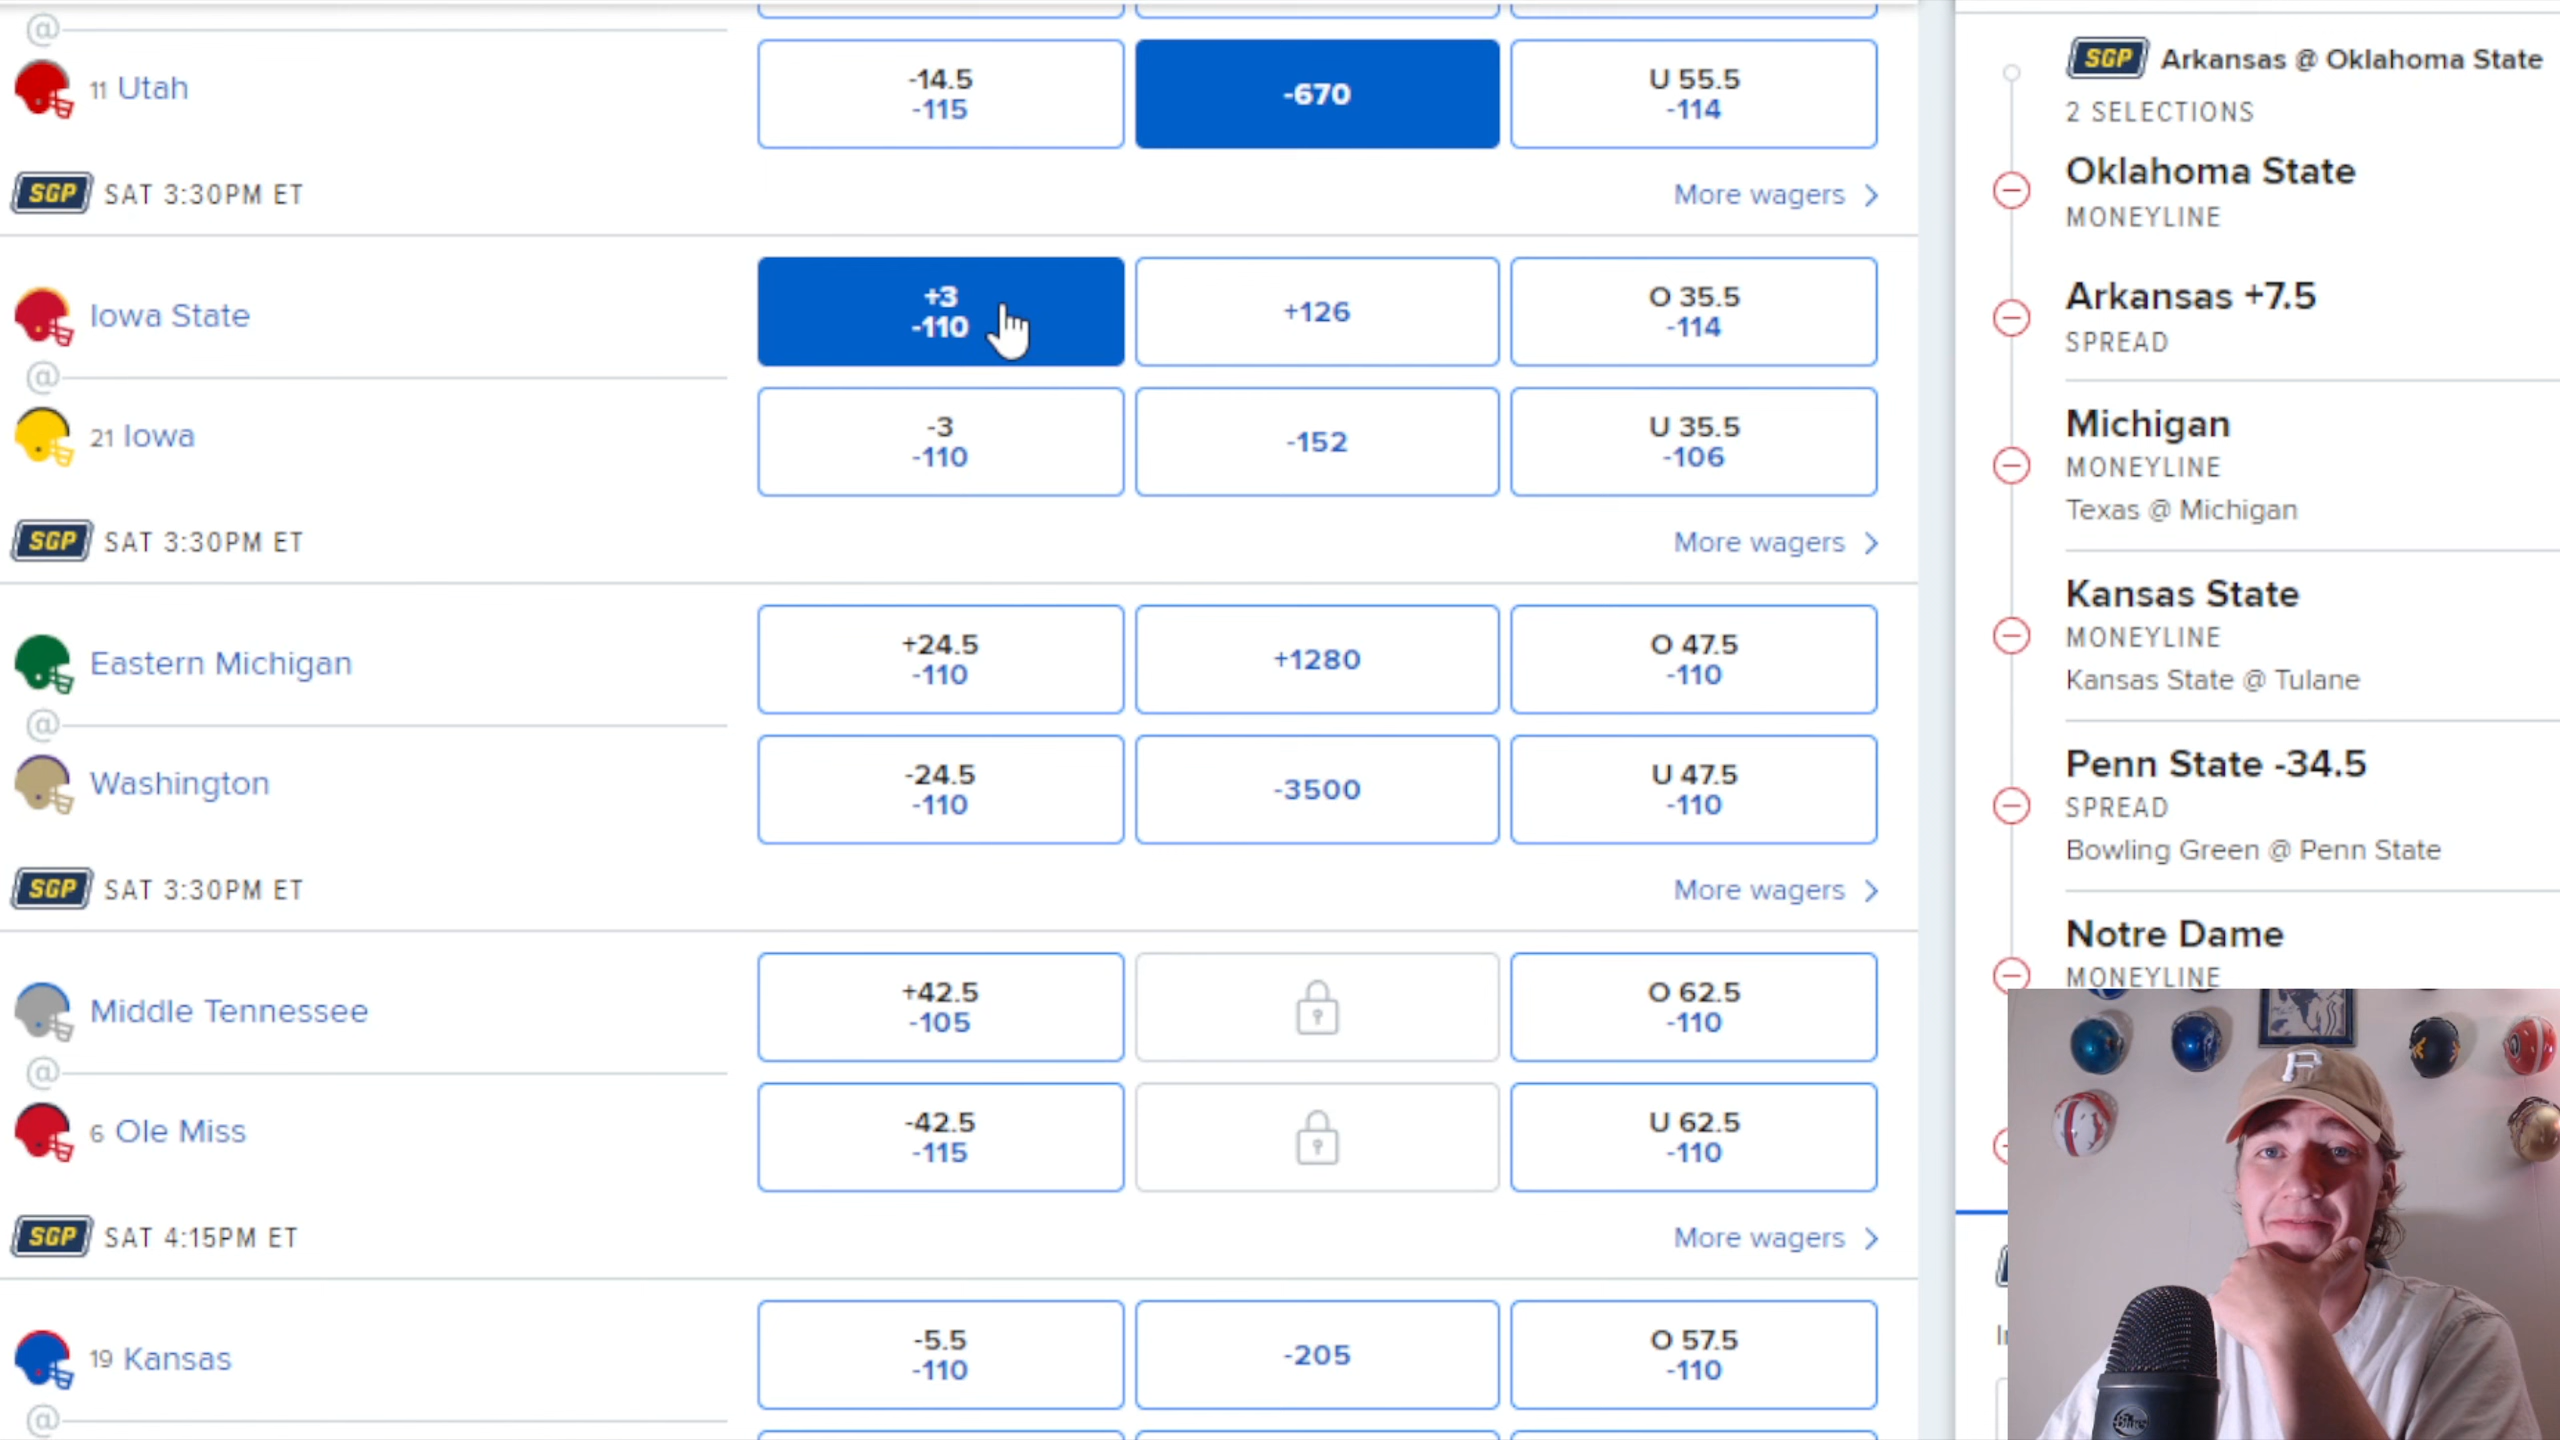 @
11 Utah
-14.5
-115
-670
U 55.5
-114
SGP SAT 3:30PM ET
More wagers
Iowa State
+3
-110
+126
O 35.5
-114
@
21 Iowa
-3
-110
-152
U 35.5
-106
SGP SAT 3:30PM ET
More wagers
Eastern Michigan
+24.5
-110
+1280
O 47.5
-110
@
Washington
-24.5
-110
-3500
U 47.5
-110
SGP SAT 3:30PM ET
More wagers
Middle Tennessee
+42.5
-105
O 62.5
-110
@
6 Ole Miss
-42.5
-115
U 62.5
-110
SGP SAT 4:15PM ET
More wagers
19 Kansas
-5.5
-110
-205
O 57.5
-110
@
SGP Arkansas @ Oklahoma State
2 SELECTIONS
Oklahoma State
MONEYLINE
Arkansas +7.5
SPREAD
Michigan
MONEYLINE
Texas @ Michigan
Kansas State
MONEYLINE
Kansas State @ Tulane
Penn State -34.5
SPREAD
Bowling Green @ Penn State
Notre Dame
MONEYLINE
P